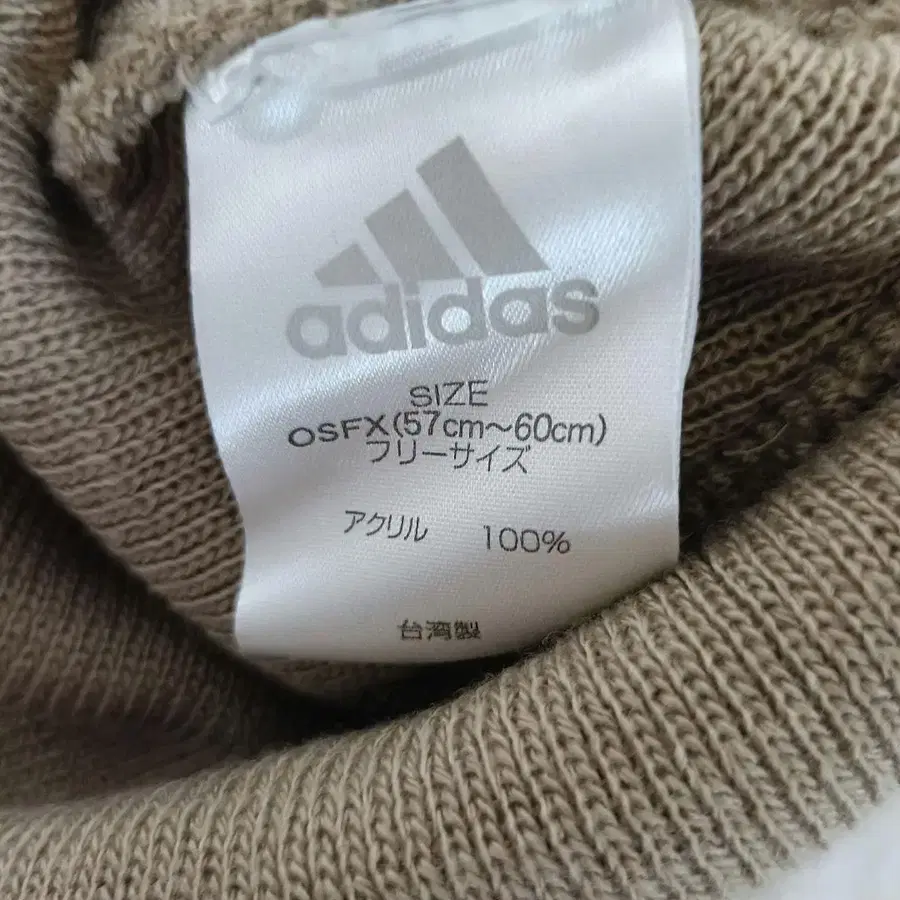 adidas
SIZE
OSFX(57cm～60cm)
フリーサイズ
アクリル 100%
台湾製